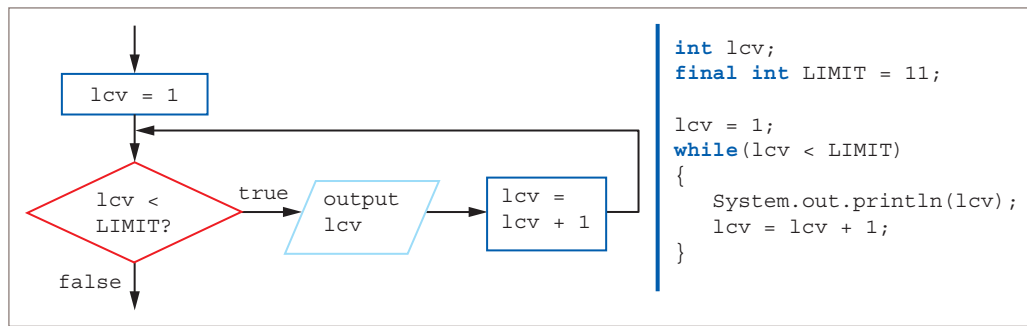 lcv = 1
lcv <
LIMIT?
true
false
output
lcv
lcv =
lcv + 1
int lcv;
final int LIMIT = 11;
lcv = 1;
while(lcv < LIMIT)
{
System.out.println(lcv);
lcv = lcv + 1;
}